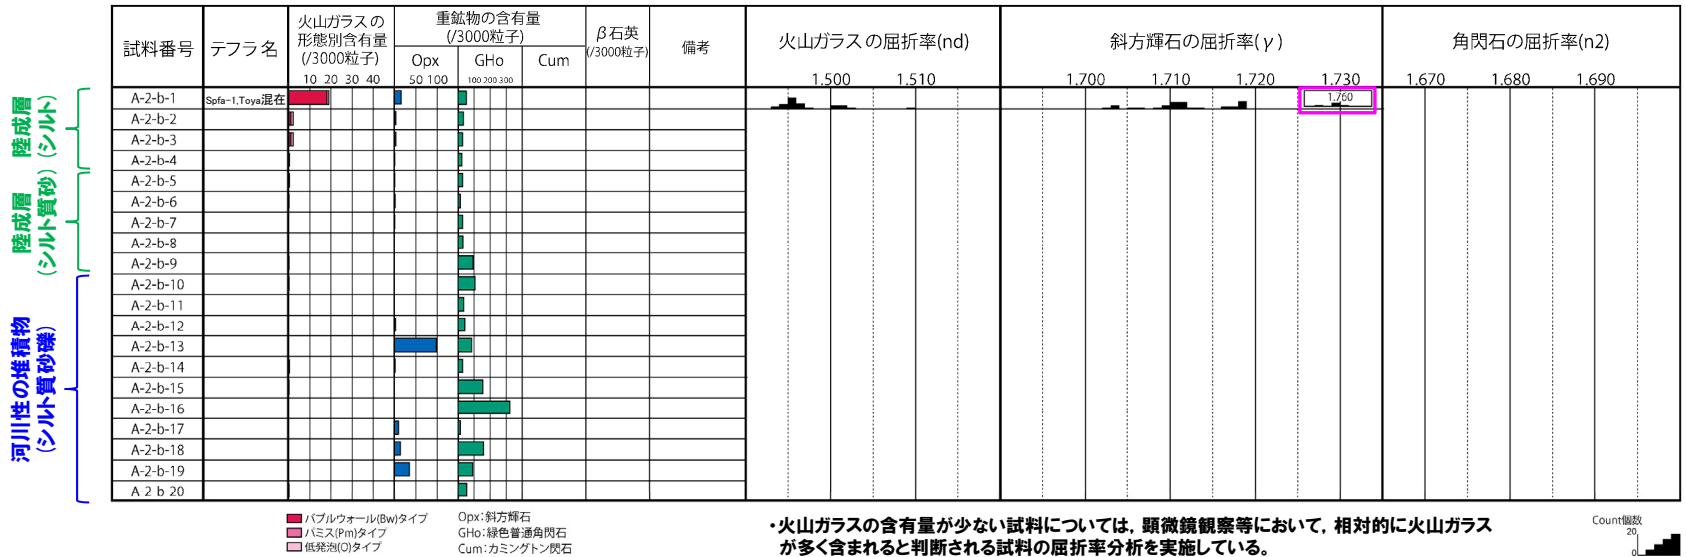 試料番号
テフラ名
火山ガラスの
形態別含有量
(/3000粒子)
10 20 30 40
重鉱物の含有量
(/3000粒子)
Opx
50 100
GHo
100 200 300
Cum
β石英
(/3000粒子)
備考
火山ガラスの屈折率(nd)
1.500 1.510
斜方輝石の屈折率(γ)
1.700 1.710 1.720 1.730
角閃石の屈折率(n2)
1.670 1.680 1.690
陸成層
(シルト)
A-2-b-1 Spfa-1,Toya混在
1.760
A-2-b-2
A-2-b-3
A-2-b-4
陸成層
(シルト質砂)
A-2-b-5
A-2-b-6
A-2-b-7
A-2-b-8
A-2-b-9
河川性の堆積物
(シルト質砂礫)
A-2-b-10
A-2-b-11
A-2-b-12
A-2-b-13
A-2-b-14
A-2-b-15
A-2-b-16
A-2-b-17
A-2-b-18
A-2-b-19
A-2-b-20
バブルウォール(Bw)タイプ
パミス(Pm)タイプ
低発泡(O)タイプ
Opx:斜方輝石
GHo:緑色普通角閃石
Cum:カミングトン閃石
・火山ガラスの含有量が少ない試料については，顕微鏡観察等において，相対的に火山ガラス
が多く含まれると判断される試料の屈折率分析を実施している。
Count個数
20
0